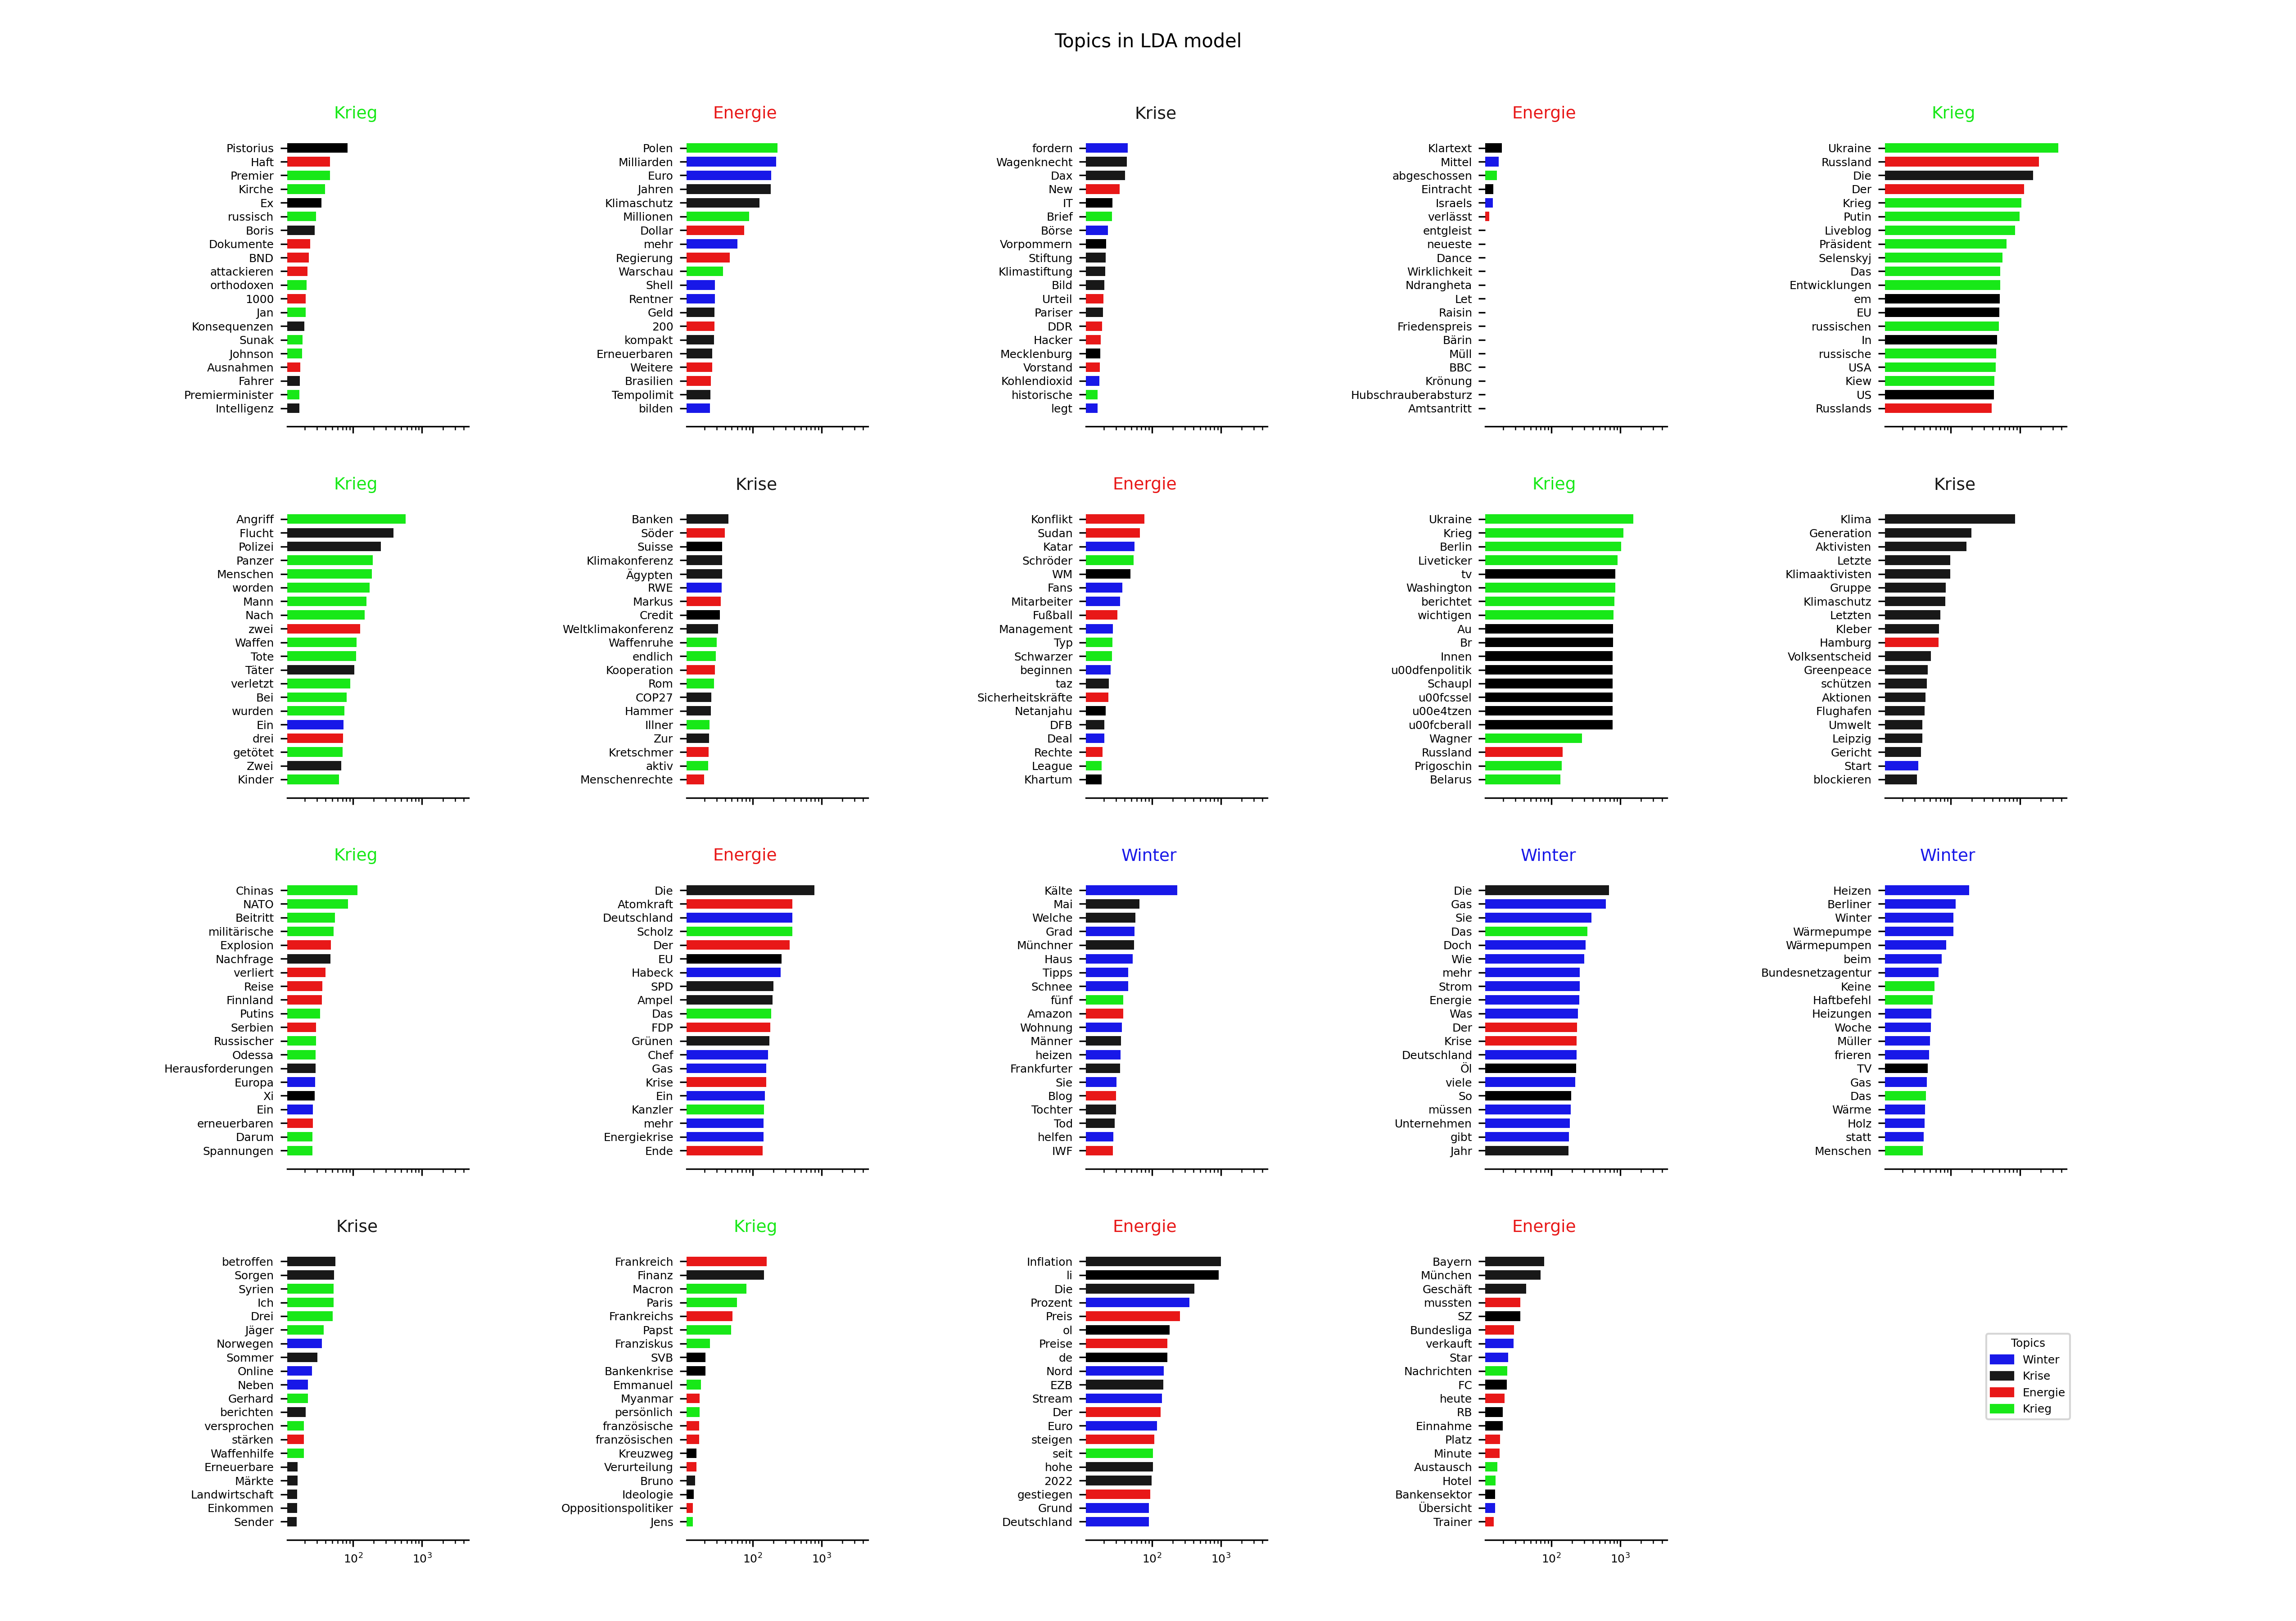 Topics in LDA model
Krieg
Pistorius
Haft
Premier
Kirche
Ex
russisch
Boris
Dokumente
BND
attackieren
orthodoxen
1000
Jan
Konsequenzen
Sunak
Johnson
Ausnahmen
Fahrer
Premierminister
Intelligenz
Energie
Polen
Milliarden
Euro
Jahren
Klimaschutz
Millionen
Dollar
mehr
Regierung
Warschau
Shell
Rentner
Geld
200
kompakt
Erneuerbaren
Weitere
Brasilien
Tempolimit
bilden
Krise
fordern
Wagenknecht
Dax
New
IT
Brief
Börse
Vorpommern
Stiftung
Klimastiftung
Bild
Urteil
Pariser
DDR
Hacker
Mecklenburg
Vorstand
Kohlendioxid
historische
legt
Energie
Klartext
Mittel
abgeschossen
Eintracht
Israels
verlässt
entgleist
neueste
Dance
Wirklichkeit
Ndrangheta
Let
Raisin
Friedenspreis
Bärin
Müll
BBC
Krönung
Hubschrauberabsturz
Amtsantritt
Krieg
Ukraine
Russland
Die
Der
Krieg
Putin
Liveblog
Präsident
Selenskyj
Das
Entwicklungen
em
EU
russischen
In
russische
USA
Kiew
US
Russlands
Krieg
Angriff
Flucht
Polizei
Panzer
Menschen
worden
Mann
Nach
zwei
Waffen
Tote
Täter
verletzt
Bei
wurden
Ein
drei
getötet
Zwei
Kinder
Krise
Banken
Söder
Suisse
Klimakonferenz
Ägypten
RWE
Markus
Credit
Weltklimakonferenz
Waffenruhe
endlich
Kooperation
Rom
COP27
Hammer
Illner
Zur
Kretschmer
aktiv
Menschenrechte
Energie
Konflikt
Sudan
Katar
Schröder
WM
Fans
Mitarbeiter
Fußball
Management
Typ
Schwarzer
beginnen
taz
Sicherheitskräfte
Netanjahu
DFB
Deal
Rechte
League
Khartum
Krieg
Ukraine
Krieg
Berlin
Liveticker
tv
Washington
berichtet
wichtigen
Au
Br
Innen
u00dfenpolitik
Schaupl
u00fcssel
u00e4tzen
u00fcberall
Wagner
Russland
Prigoschin
Belarus
Krise
Klima
Generation
Aktivisten
Letzte
Klimaaktivisten
Gruppe
Klimaschutz
Letzten
Kleber
Hamburg
Volksentscheid
Greenpeace
schützen
Aktionen
Flughafen
Umwelt
Leipzig
Gericht
Start
blockieren
Krieg
Chinas
NATO
Beitritt
militärische
Explosion
Nachfrage
verliert
Reise
Finnland
Putins
Serbien
Russischer
Odessa
Herausforderungen
Europa
Xi
Ein
erneuerbaren
Darum
Spannungen
Energie
Die
Atomkraft
Deutschland
Scholz
Der
EU
Habeck
SPD
Ampel
Das
FDP
Grünen
Chef
Gas
Krise
Ein
Kanzler
mehr
Energiekrise
Ende
Winter
Kälte
Mai
Welche
Grad
Münchner
Haus
Tipps
Schnee
fünf
Amazon
Wohnung
Männer
heizen
Frankfurter
Sie
Blog
Tochter
Tod
helfen
IWF
Winter
Die
Gas
Sie
Das
Doch
Wie
mehr
Strom
Energie
Was
Der
Krise
Deutschland
Öl
viele
So
müssen
Unternehmen
gibt
Jahr
Winter
Heizen
Berliner
Winter
Wärmepumpe
Wärmepumpen
beim
Bundesnetzagentur
Keine
Haftbefehl
Heizungen
Woche
Müller
frieren
TV
Gas
Das
Wärme
Holz
statt
Menschen
Krise
betroffen
Sorgen
Syrien
Ich
Drei
Jäger
Norwegen
Sommer
Online
Neben
Gerhard
berichten
versprochen
stärken
Waffenhilfe
Erneuerbare
Märkte
Landwirtschaft
Einkommen
Sender
10² 10³
Krieg
Frankreich
Finanz
Macron
Paris
Frankreichs
Papst
Franziskus
SVB
Bankenkrise
Emmanuel
Myanmar
persönlich
französische
französischen
Kreuzweg
Verurteilung
Bruno
Ideologie
Oppositionspolitiker
Jens
10² 10³
Energie
Inflation
li
Die
Prozent
Preis
ol
Preise
de
Nord
EZB
Stream
Der
Euro
steigen
seit
hohe
2022
gestiegen
Grund
Deutschland
10² 10³
Energie
Bayern
München
Geschäft
mussten
SZ
Bundesliga
verkauft
Star
Nachrichten
FC
heute
RB
Einnahme
Platz
Minute
Austausch
Hotel
Bankensektor
Übersicht
Trainer
10² 10³
Topics
Winter
Krise
Energie
Krieg